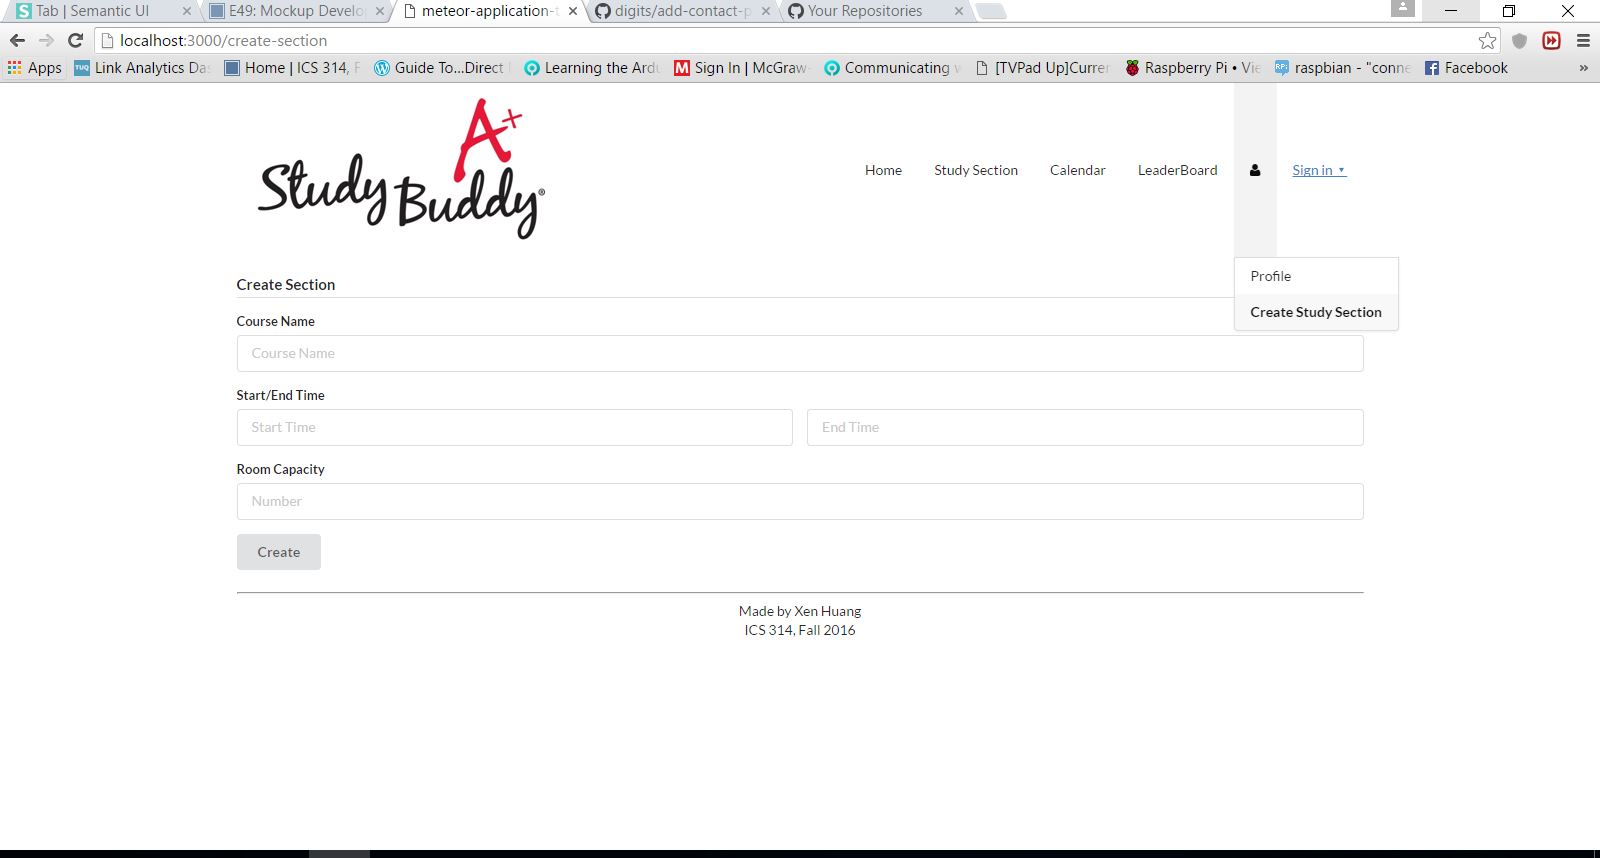 Tab | Semantic UI
E49: Mockup Develo
meteor-application-t
digits/add-contact-p
Your Repositories
localhost:3000/create-section
Apps
TUQ Link Analytics Das
Home | ICS 314, F
Guide To...Direct
Learning the Ardu
M Sign In | McGraw-
Communicating w
[TVPad Up]Curren
Raspberry Pi • Vie
RPi raspbian - "conne
Facebook
»
A+
Study Buddy®
Home
Study Section
Calendar
LeaderBoard
Sign in
Profile
Create Study Section
Create Section
Course Name
Course Name
Start/End Time
Start Time
End Time
Room Capacity
Number
Create
Made by Xen Huang
ICS 314, Fall 2016